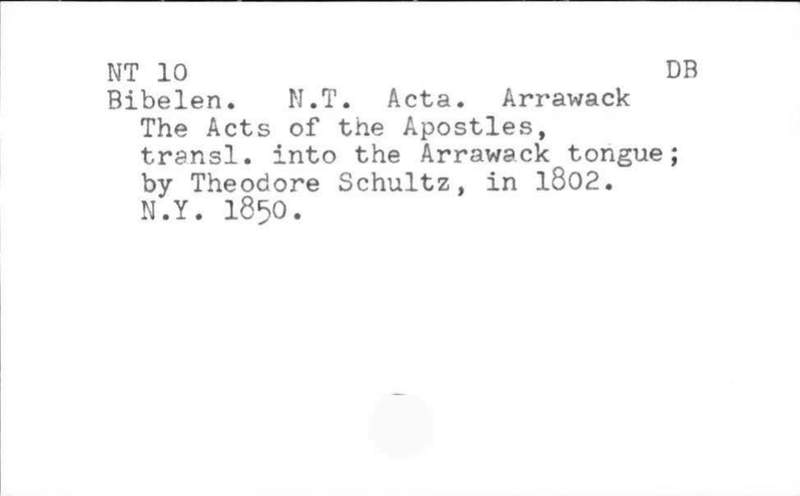 NT 10 DB
Bibelen. N.T. Acta. Arrawack
The Acts of the Apostles,
transl. into the Arrawack tongue;
by Theodore Schultz, in 1802.
N.Y. 1850.